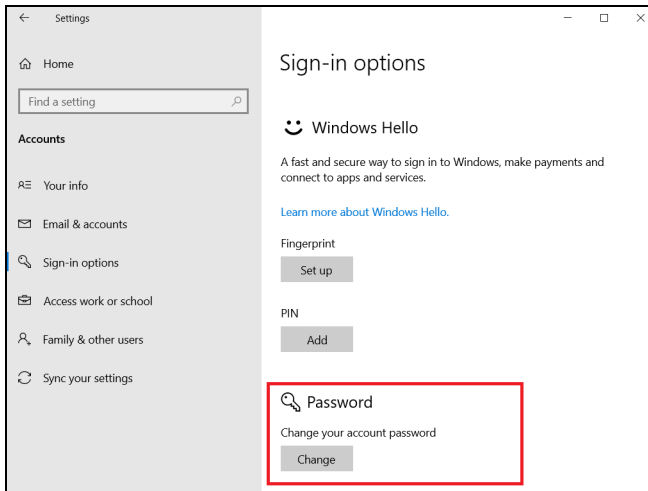 Settings
Home
Find a setting
Accounts
Your info
Email & accounts
Sign-in options
Access work or school
Family & other users
Sync your settings
Sign-in options
Windows Hello
A fast and secure way to sign in to Windows, make payments and
connect to apps and services.
Learn more about Windows Hello.
Fingerprint
Set up
PIN
Add
Password
Change your account password
Change